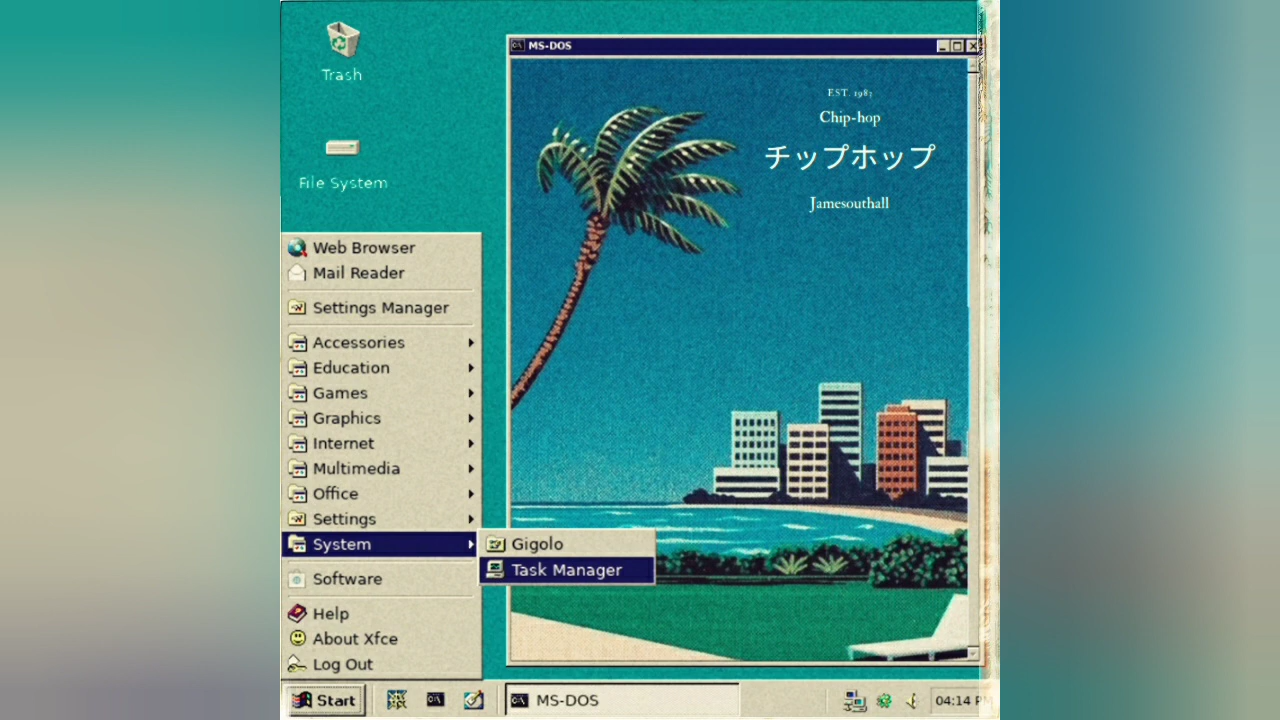 Trash
File System
MS-DOS
EST. 1983
Chip-hop
チップホップ
Jamesouthall
Web Browser
Mail Reader
Settings Manager
Accessories
Education
Games
Graphics
Internet
Multimedia
Office
Settings
System
Gigolo
Task Manager
Software
Help
About Xfce
Log Out
Start
MS-DOS
04:14